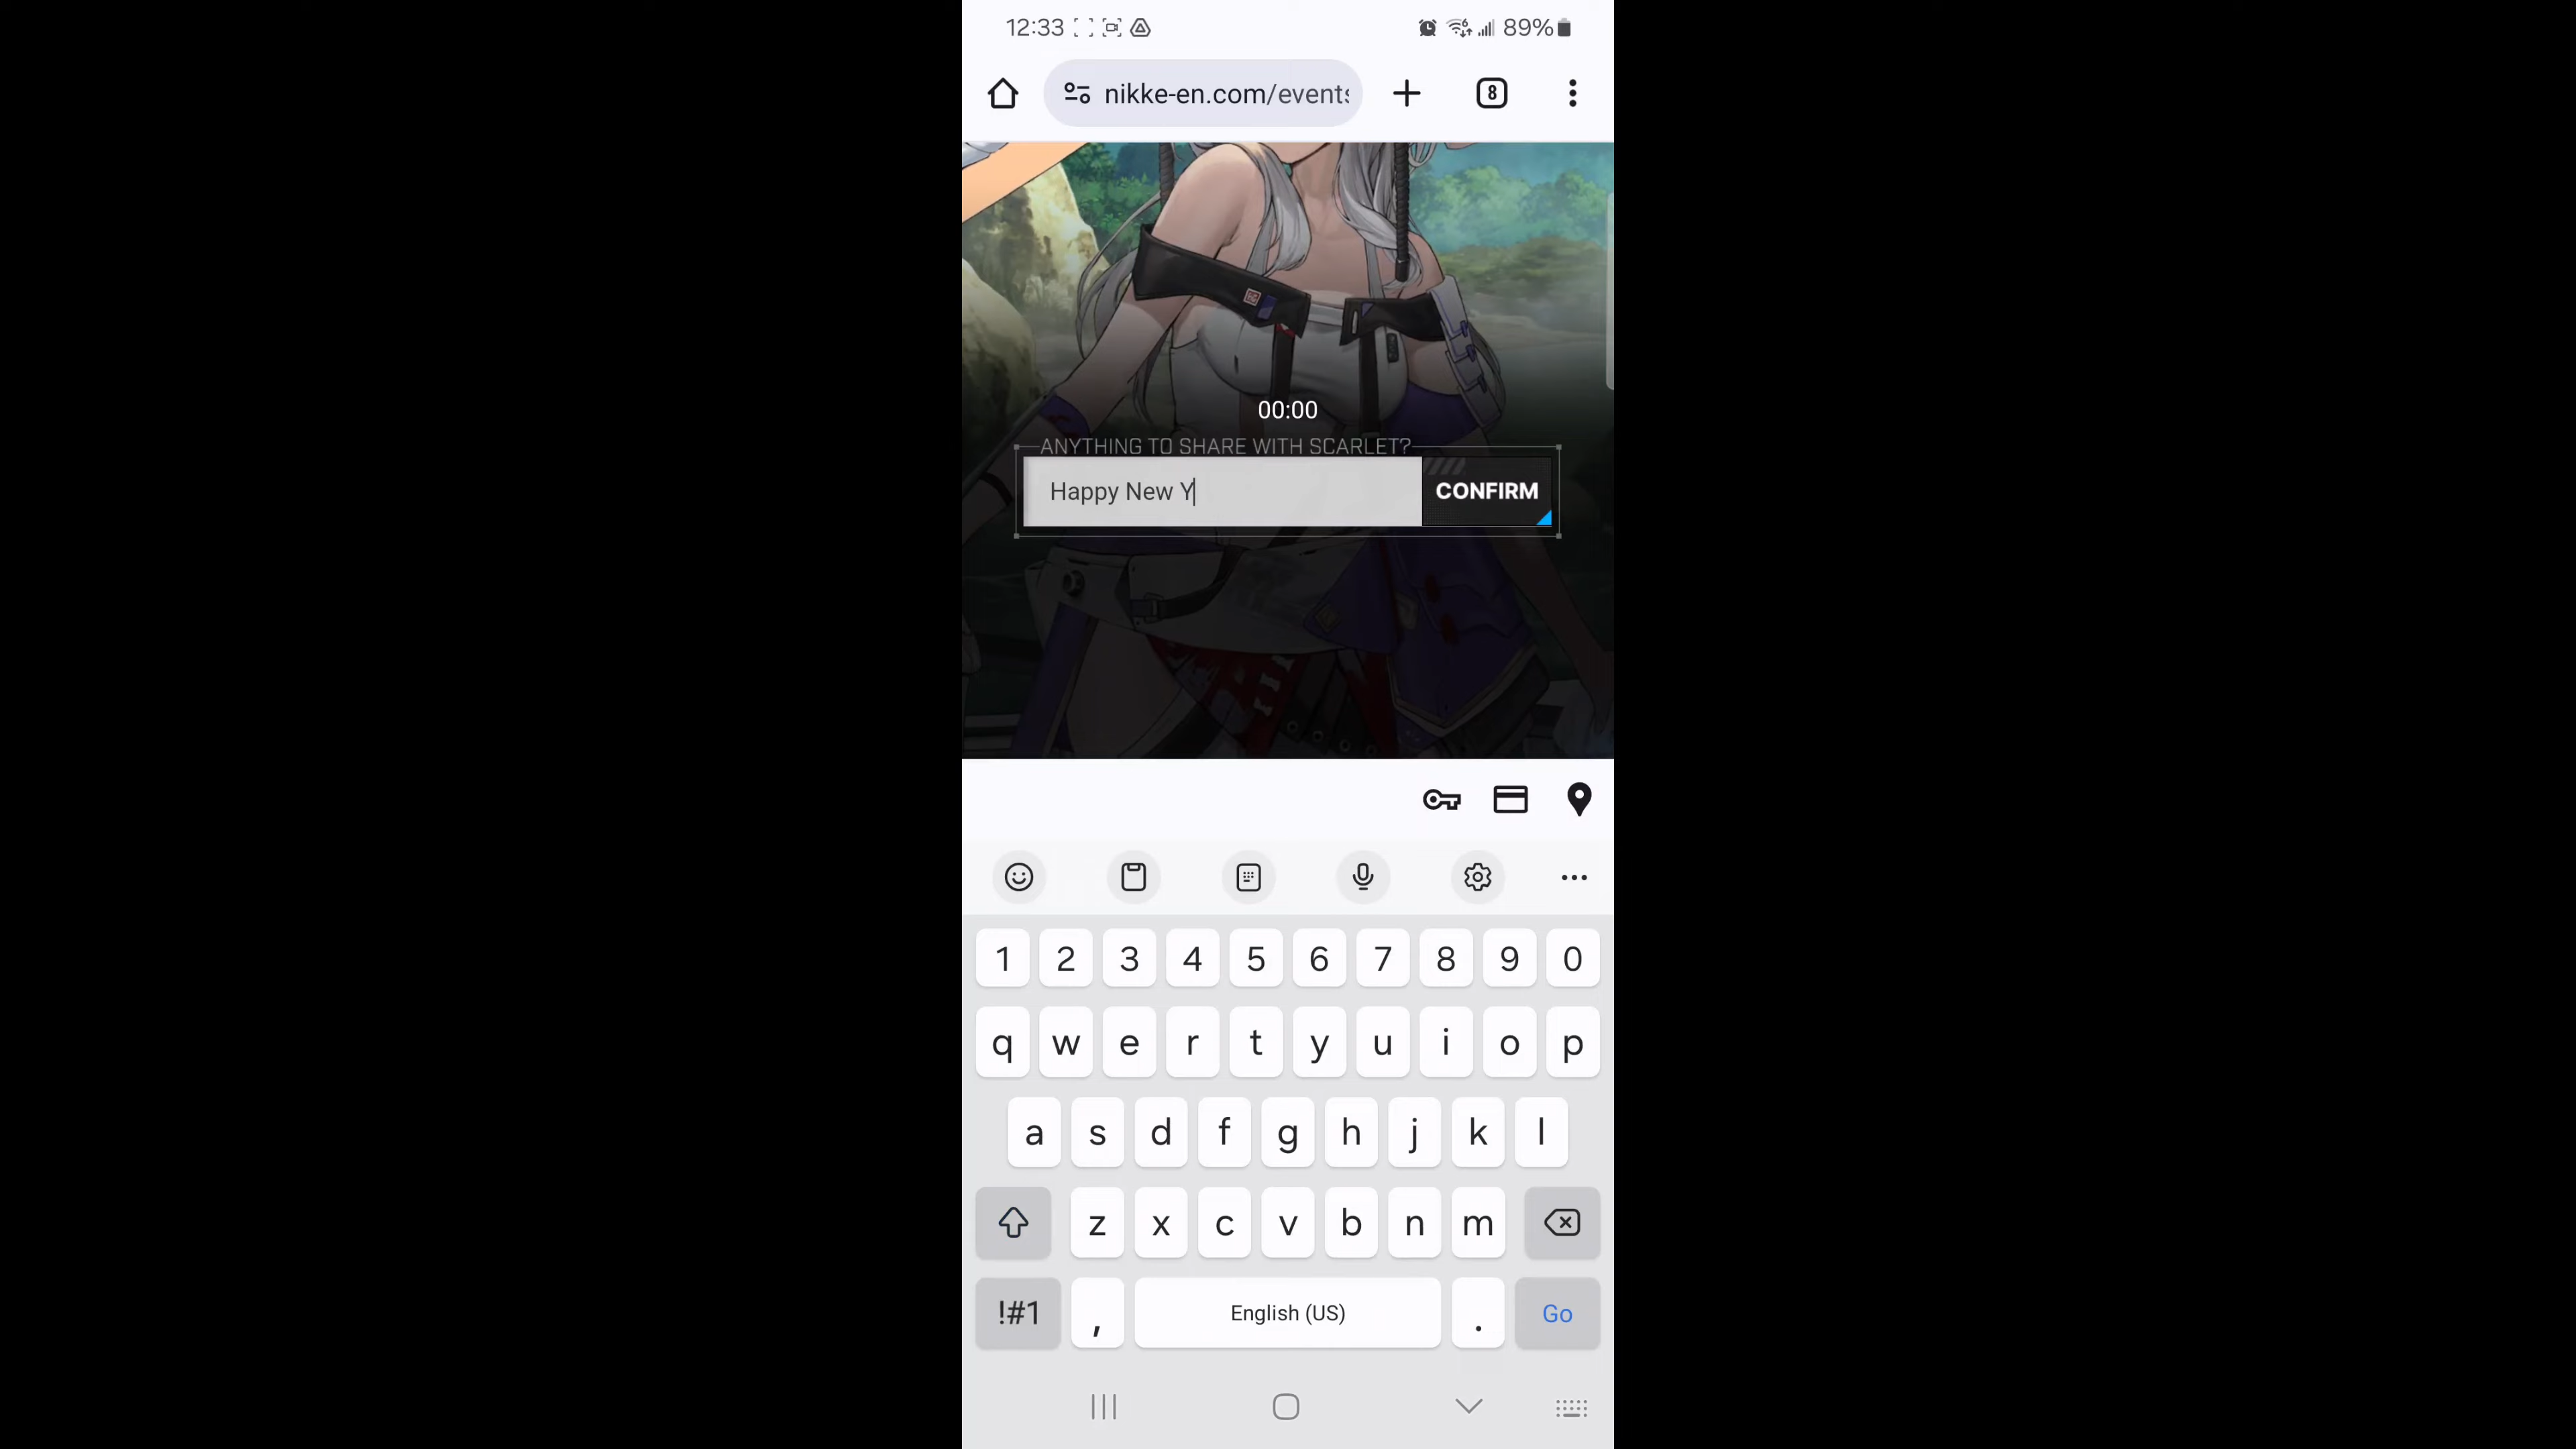 12:33 89%
nikke-en.com/events 8
00:00
ANYTHING TO SHARE WITH SCARLET?
Happy New Y CONFIRM
1 2 3 4 5 6 7 8 9 0
q w e r t y u i o p
a s d f g h j k l
z x c v b n m
!#1 , English (US) . Go